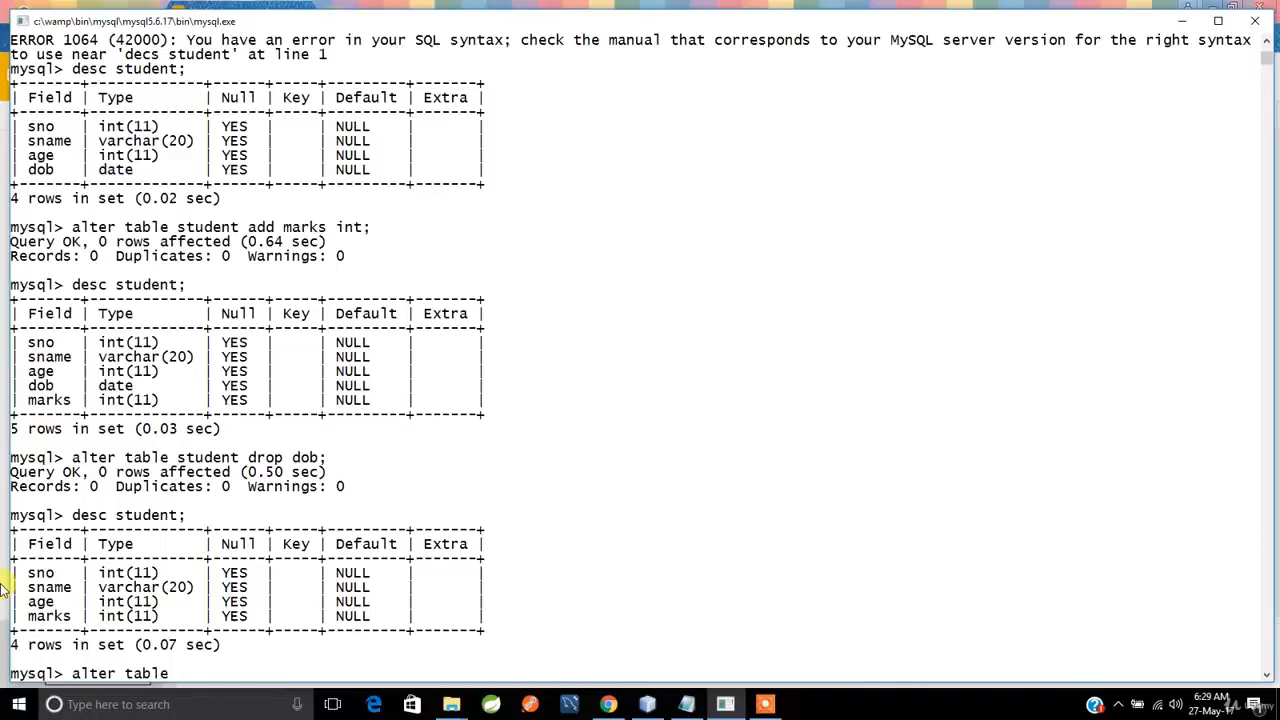 c:\wamp\bin\mysql\mysql5.6.17\bin\mysql.exe
ERROR 1064 (42000): You have an error in your SQL syntax; check the manual that corresponds to your MySQL server version for the right syntax
to use near 'decs student' at line 1
mysql> desc student;
+-------+-------------+------+-----+---------+-------+
| Field | Type        | Null | Key | Default | Extra |
+-------+-------------+------+-----+---------+-------+
| sno   | int(11)     | YES  |     | NULL    |       |
| sname | varchar(20) | YES  |     | NULL    |       |
| age   | int(11)     | YES  |     | NULL    |       |
| dob   | date        | YES  |     | NULL    |       |
+-------+-------------+------+-----+---------+-------+
4 rows in set (0.02 sec)
mysql> alter table student add marks int;
Query OK, 0 rows affected (0.64 sec)
Records: 0  Duplicates: 0  Warnings: 0
mysql> desc student;
+-------+-------------+------+-----+---------+-------+
| Field | Type        | Null | Key | Default | Extra |
+-------+-------------+------+-----+---------+-------+
| sno   | int(11)     | YES  |     | NULL    |       |
| sname | varchar(20) | YES  |     | NULL    |       |
| age   | int(11)     | YES  |     | NULL    |       |
| dob   | date        | YES  |     | NULL    |       |
| marks | int(11)     | YES  |     | NULL    |       |
+-------+-------------+------+-----+---------+-------+
5 rows in set (0.03 sec)
mysql> alter table student drop dob;
Query OK, 0 rows affected (0.50 sec)
Records: 0  Duplicates: 0  Warnings: 0
mysql> desc student;
+-------+-------------+------+-----+---------+-------+
| Field | Type        | Null | Key | Default | Extra |
+-------+-------------+------+-----+---------+-------+
| sno   | int(11)     | YES  |     | NULL    |       |
| sname | varchar(20) | YES  |     | NULL    |       |
| age   | int(11)     | YES  |     | NULL    |       |
| marks | int(11)     | YES  |     | NULL    |       |
+-------+-------------+------+-----+---------+-------+
4 rows in set (0.07 sec)
mysql> alter table
Type here to search
6:29 AM
27-May-17